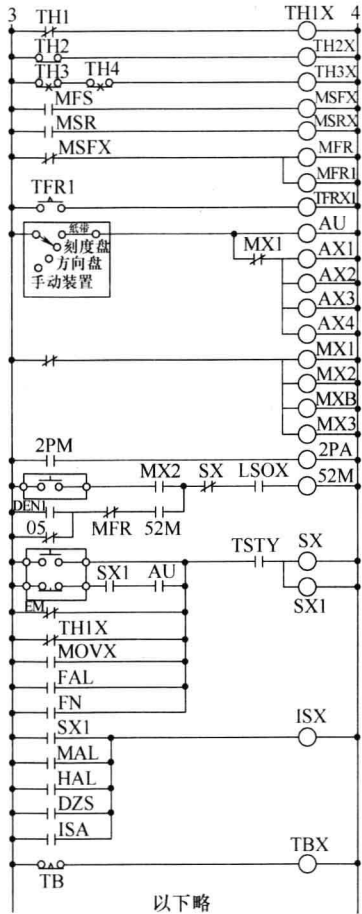 3 4
TH1 TH1X
TH2 TH2X
TH3 TH4 TH3X
MFS MSFX
MSR MSRX
MSFX MFR
MFR1
TFR1 TFRX1
纸带 AU
刻度盘 MX1 AX1
方向盘 AX2
手动装置 AX3
AX4
MX1
MX2
MXB
MX3
2PM 2PA
MX2 SX LSOX 52M
DEN1
05 MFR 52M
TSTY SX
SX1 AU
EM SX1
TH1X
MOVX
FAL
FN
SX1 ISX
MAL
HAL
DZS
ISA
TBX
TB
以下略